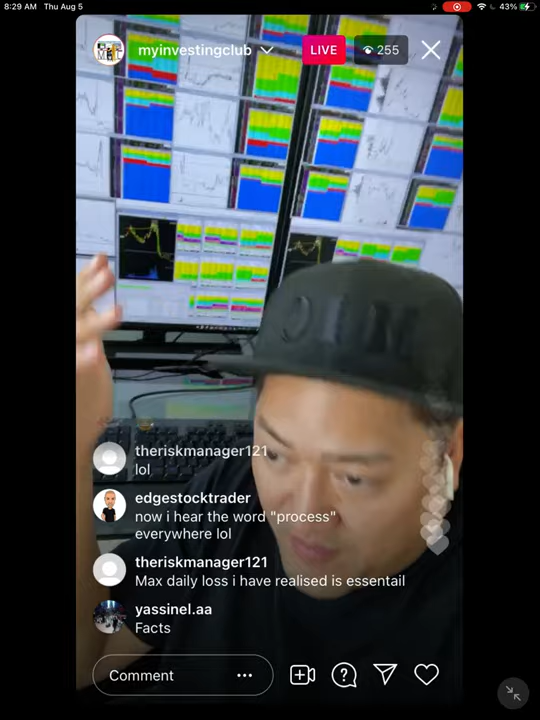 8:29 AM Thu Aug 5
43%
myinvestingclub
LIVE
255
theriskmanager121
lol
edgestocktrader
now i hear the word "process"
everywhere lol
theriskmanager121
Max daily loss i have realised is essentail
yassinel.aa
Facts
Comment